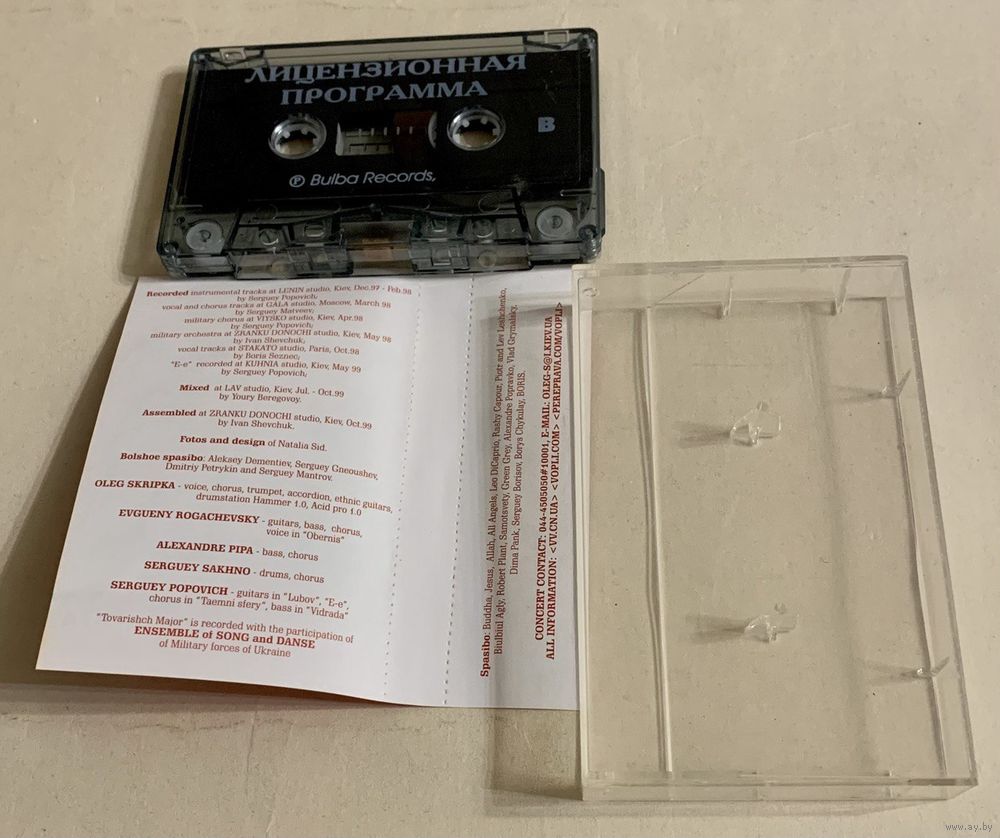 ЛИЦЕНЗИОННАЯ
ПРОГРАММА
B
℗ Bulba Records,
Recorded instrumental tracks at LENIN studio, Kiev, Dec.97 - Feb.98
by Serguey Popovich;
vocal and chorus tracks at GALA studio, Moscow, March 98
by Serguey Matveev;
military chorus at VIYSKO studio, Kiev, Apr.98
by Serguey Popovich;
military orchestra at ZRANKU DONOCHI studio, Kiev, May 98
by Ivan Shevchuk;
vocal tracks at STAKATO studio, Paris, Oct.98
by Boris Seznec;
"E-e" recorded at KUHNIA studio, Kiev, May 99
by Serguey Popovich;
Mixed at LAV studio, Kiev, Jul. - Oct.99
by Youry Beregovoy.
Assembled at ZRANKU DONOCHI studio, Kiev, Oct.99
by Ivan Shevchuk.
Fotos and design of Natalia Sid.
Bolshoe spasibo: Aleksey Dementiev, Serguey Gneoushev,
Dmitriy Petrykin and Serguey Mantrov.
OLEG SKRIPKA - voice, chorus, trumpet, accordion, ethnic guitars,
drumstation Hammer 1.0, Acid pro 1.0
EVGUENY ROGACHEVSKY - guitars, bass, chorus,
voice in "Obernis"
ALEXANDRE PIPA - bass, chorus
SERGUEY SAKHNO - drums, chorus
SERGUEY POPOVICH - guitars in "Lubov", "E-e",
chorus in "Taemni sfery", bass in "Vidrada"
"Tovarishch Major" is recorded with the participation of
ENSEMBLE of SONG and DANSE
of Military forces of Ukraine
Spasibo: Buddha, Jesus, Allah, All Angels, Leo DiCaprio, Rashy Capour, Piotr and Lev Leshchenko,
Biulbiul Agly, Robert Plant, Samotsvety, Green Grey, Alexandre Popravko, Vlad Grymalsky,
Dima Pank, Serguey Borisov, Borys Chykulay, BORIS.
CONCERT CONTACT: 044-4505050#10001, E-MAIL: OLEG-S@I.KIEV.UA
ALL INFORMATION: <VV.CN.UA> <VOPLI.COM> <PEREPRAVA.COM/VOPLI>
www.ay.by